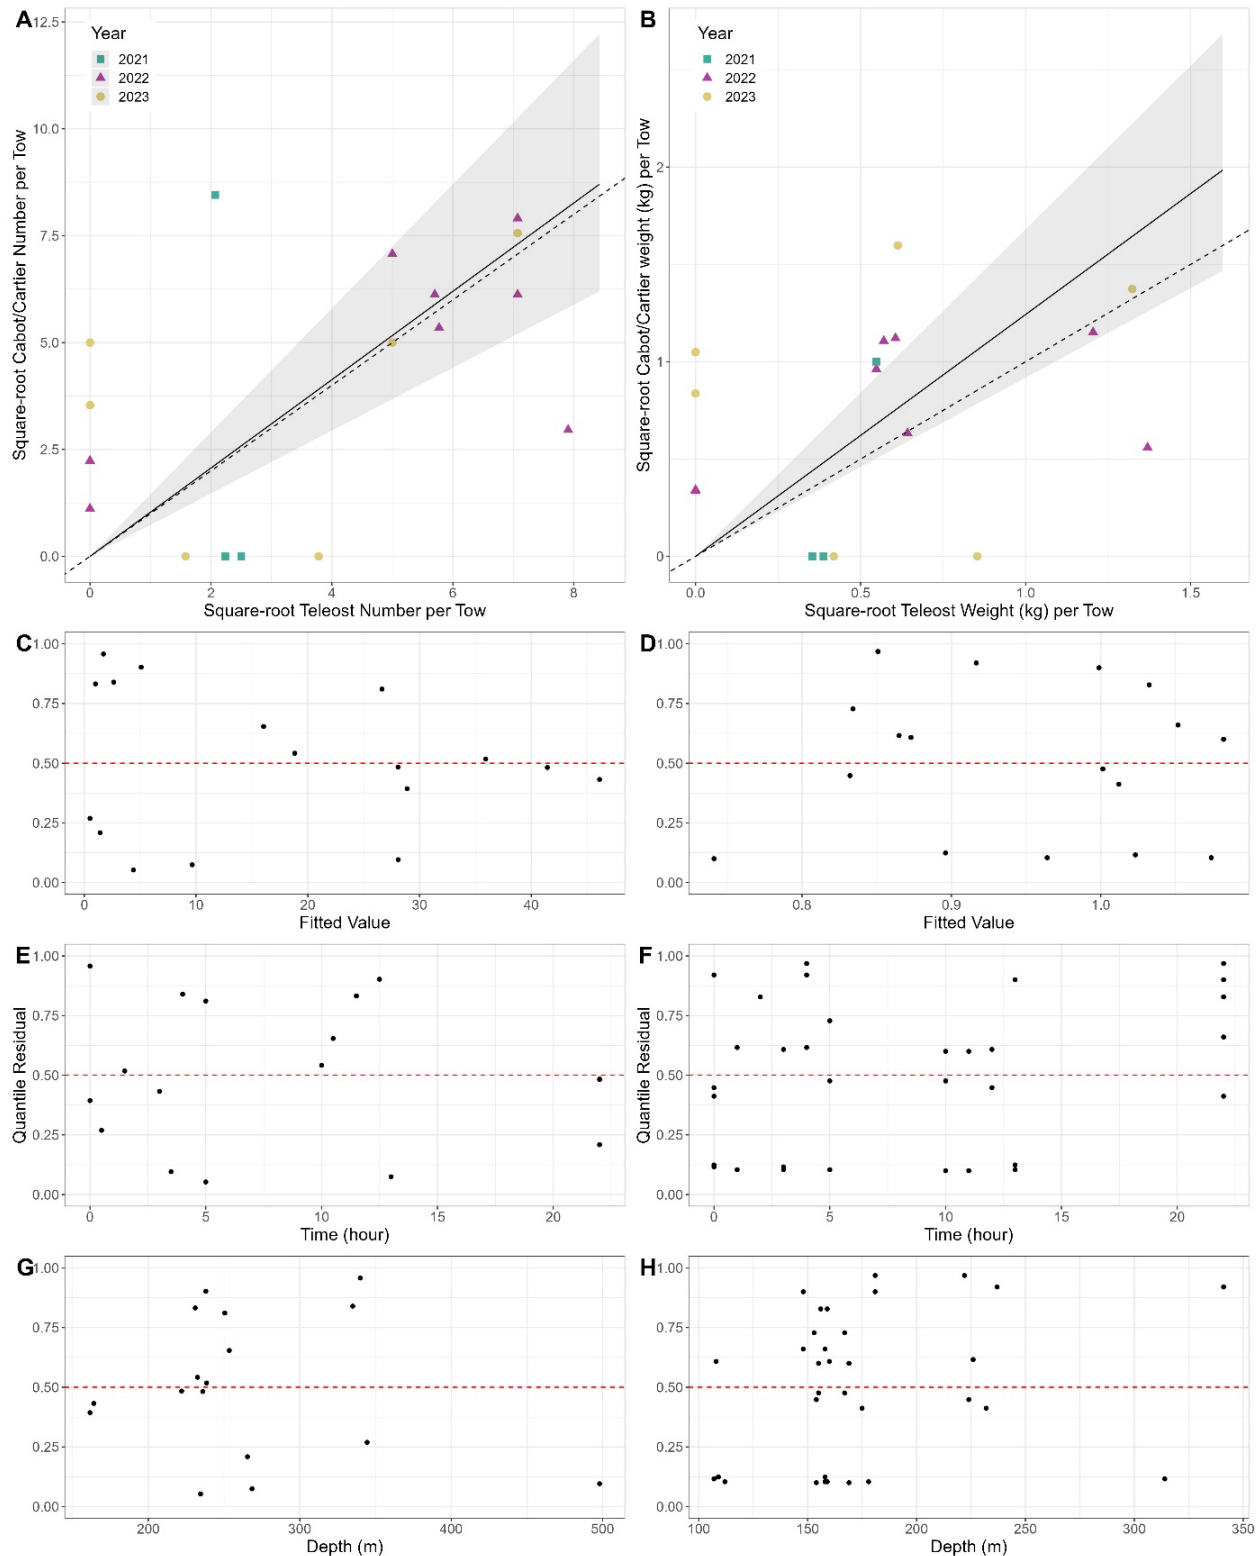 A
Year
2021
2022
2023
12.5
10.0
7.5
5.0
2.5
0.0
Square-root Cabot/Cartier Number per Tow
0 2 4 6 8
Square-root Teleost Number per Tow
B
Year
2021
2022
2023
2
1
0
Square-root Cabot/Cartier weight (kg) per Tow
0.0 0.5 1.0 1.5
Square-root Teleost Weight (kg) per Tow
C
1.00
0.75
0.50
0.25
0.00
0 10 20 30 40
Fitted Value
D
1.00
0.75
0.50
0.25
0.00
0.8 0.9 1.0
Fitted Value
E
1.00
0.75
0.50
0.25
0.00
Quantile Residual
0 5 10 15 20
Time (hour)
F
1.00
0.75
0.50
0.25
0.00
Quantile Residual
0 5 10 15 20
Time (hour)
G
1.00
0.75
0.50
0.25
0.00
200 300 400 500
Depth (m)
H
1.00
0.75
0.50
0.25
0.00
100 150 200 250 300 350
Depth (m)